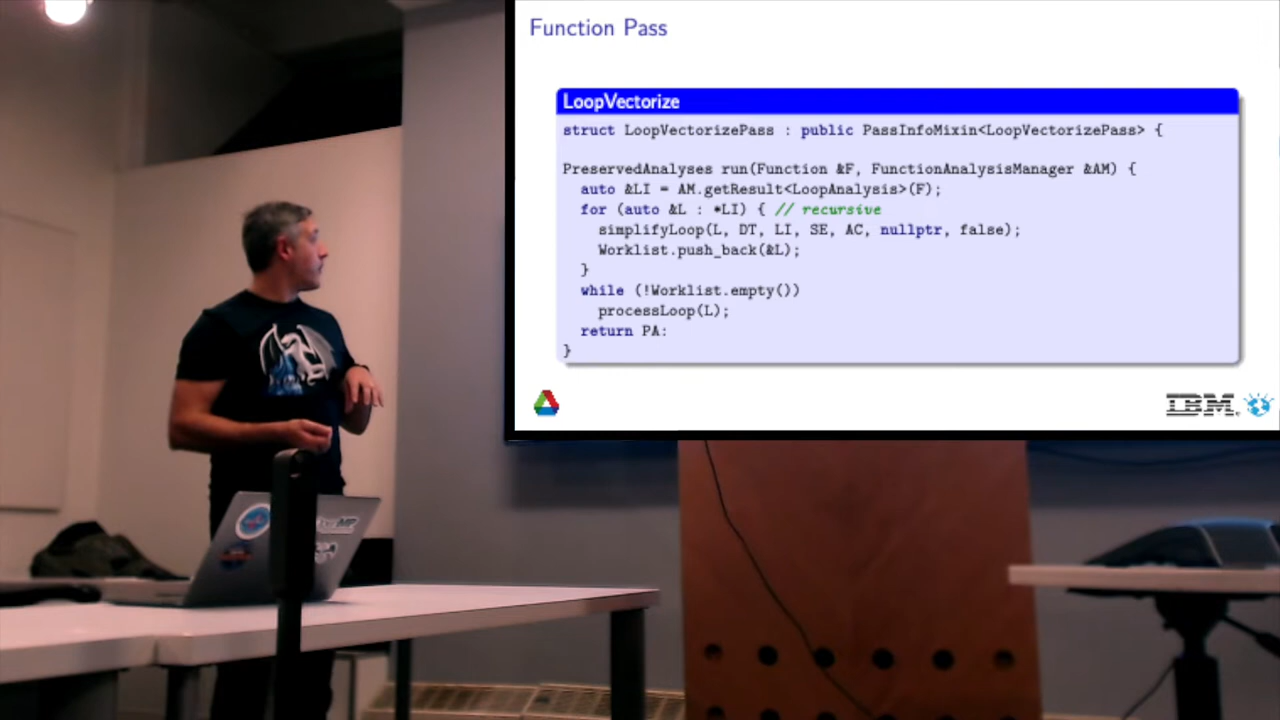 Function Pass
LoopVectorize
struct LoopVectorizePass : public PassInfoMixin<LoopVectorizePass> {
PreservedAnalyses run(Function &F, FunctionAnalysisManager &AM) {
auto &LI = AM.getResult<LoopAnalysis>(F);
for (auto &L : *LI) { // recursive
simplifyLoop(L, DT, LI, SE, AC, nullptr, false);
Worklist.push_back(&L);
}
while (!Worklist.empty())
processLoop(L);
return PA:
}
IBM.